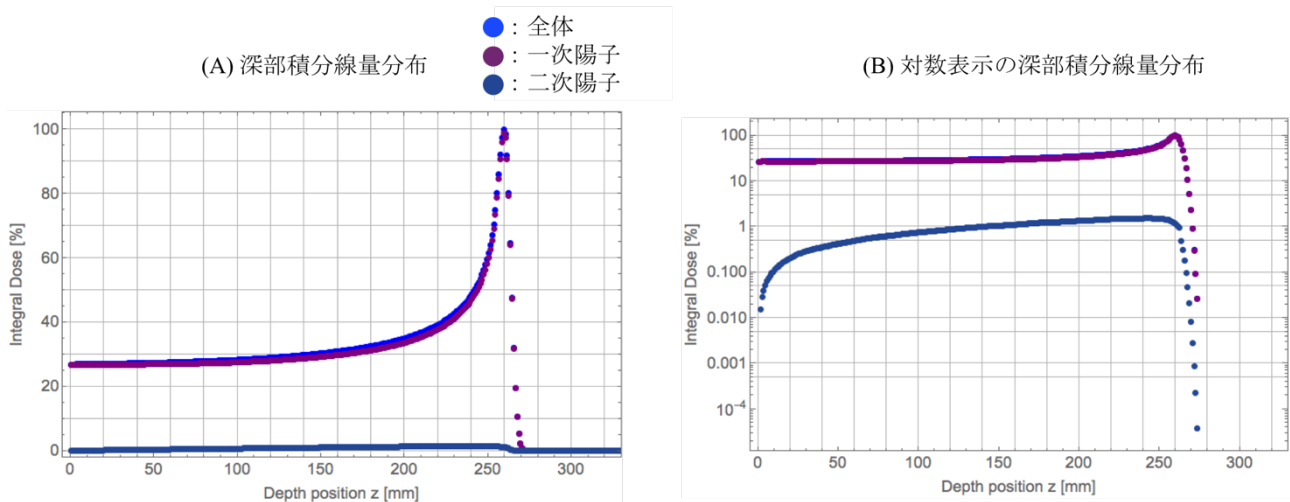 : 全体
: 一次陽子
: 二次陽子
(A) 深部積分線量分布
(B) 対数表示の深部積分線量分布
Integral Dose [%]
100
80
60
40
20
0
0 50 100 150 200 250 300
Depth position z [mm]
Integral Dose [%]
100
10
1
0.100
0.010
0.001
10⁻⁴
0 50 100 150 200 250 300
Depth position z [mm]